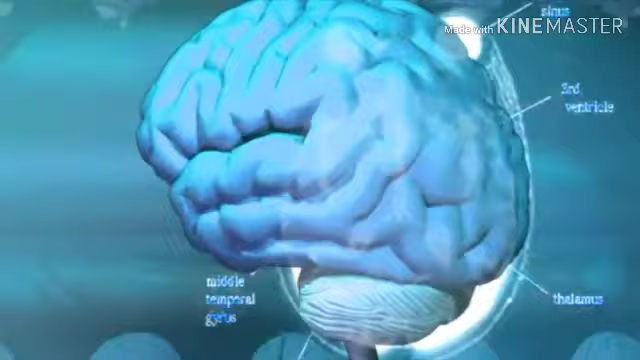 sinus
Made with KINEMASTER
3rd
ventricle
middle
temporal
gyrus
thalamus